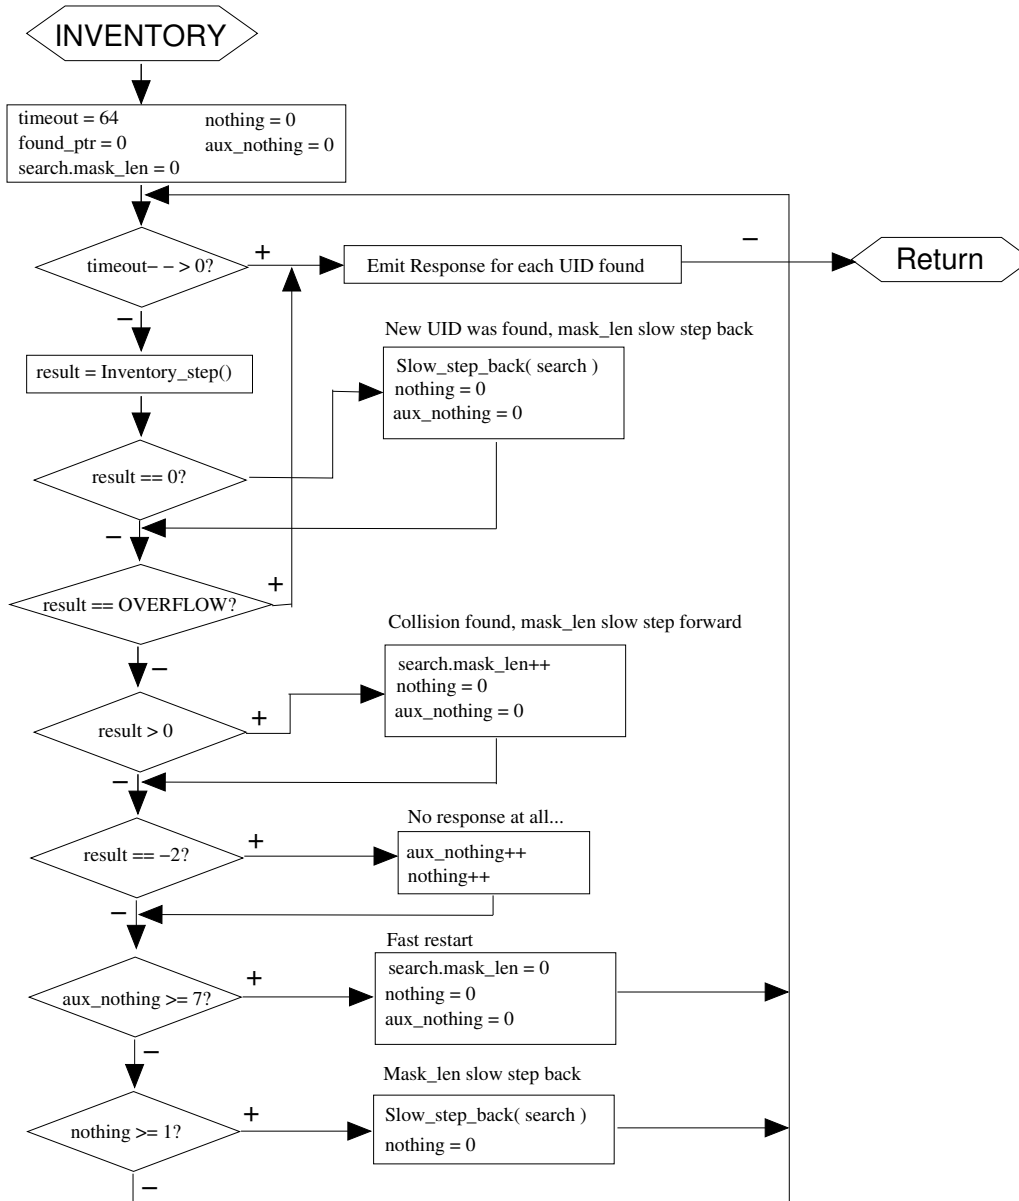 INVENTORY
timeout = 64
nothing = 0
found_ptr = 0
aux_nothing = 0
search.mask_len = 0
timeout− − > 0?
+
Emit Response for each UID found
−
Return
−
New UID was found, mask_len slow step back
result = Inventory_step()
Slow_step_back( search )
nothing = 0
aux_nothing = 0
result == 0?
−
result == OVERFLOW?
+
Collision found, mask_len slow step forward
−
search.mask_len++
nothing = 0
aux_nothing = 0
result > 0
+
−
No response at all...
result == −2?
+
aux_nothing++
nothing++
−
Fast restart
search.mask_len = 0
nothing = 0
aux_nothing = 0
aux_nothing >= 7?
+
−
Mask_len slow step back
Slow_step_back( search )
nothing = 0
nothing >= 1?
+
−